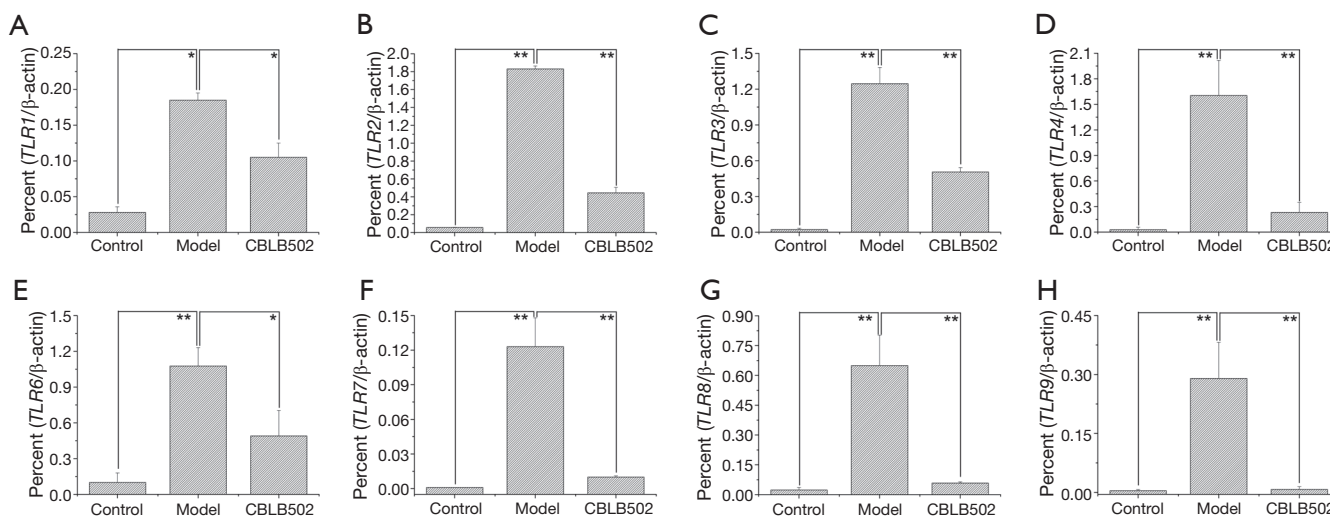 A
Percent (TLR1/β-actin)
0.25
0.20
0.15
0.10
0.05
0.00
* *
Control Model CBLB502
B
Percent (TLR2/β-actin)
2.0
1.8
1.6
1.4
1.2
1.0
0.8
0.6
0.4
0.2
0.0
** **
Control Model CBLB502
C
Percent (TLR3/β-actin)
1.5
1.2
0.9
0.6
0.3
0.0
** **
Control Model CBLB502
D
Percent (TLR4/β-actin)
2.1
1.8
1.5
1.2
0.9
0.6
0.3
0.0
** **
Control Model CBLB502
E
Percent (TLR6/β-actin)
1.5
1.2
0.9
0.6
0.3
0.0
** *
Control Model CBLB502
F
Percent (TLR7/β-actin)
0.15
0.12
0.09
0.06
0.03
0.00
** **
Control Model CBLB502
G
Percent (TLR8/β-actin)
0.90
0.75
0.60
0.45
0.30
0.15
0.00
** **
Control Model CBLB502
H
Percent (TLR9/β-actin)
0.45
0.30
0.15
0.00
** **
Control Model CBLB502